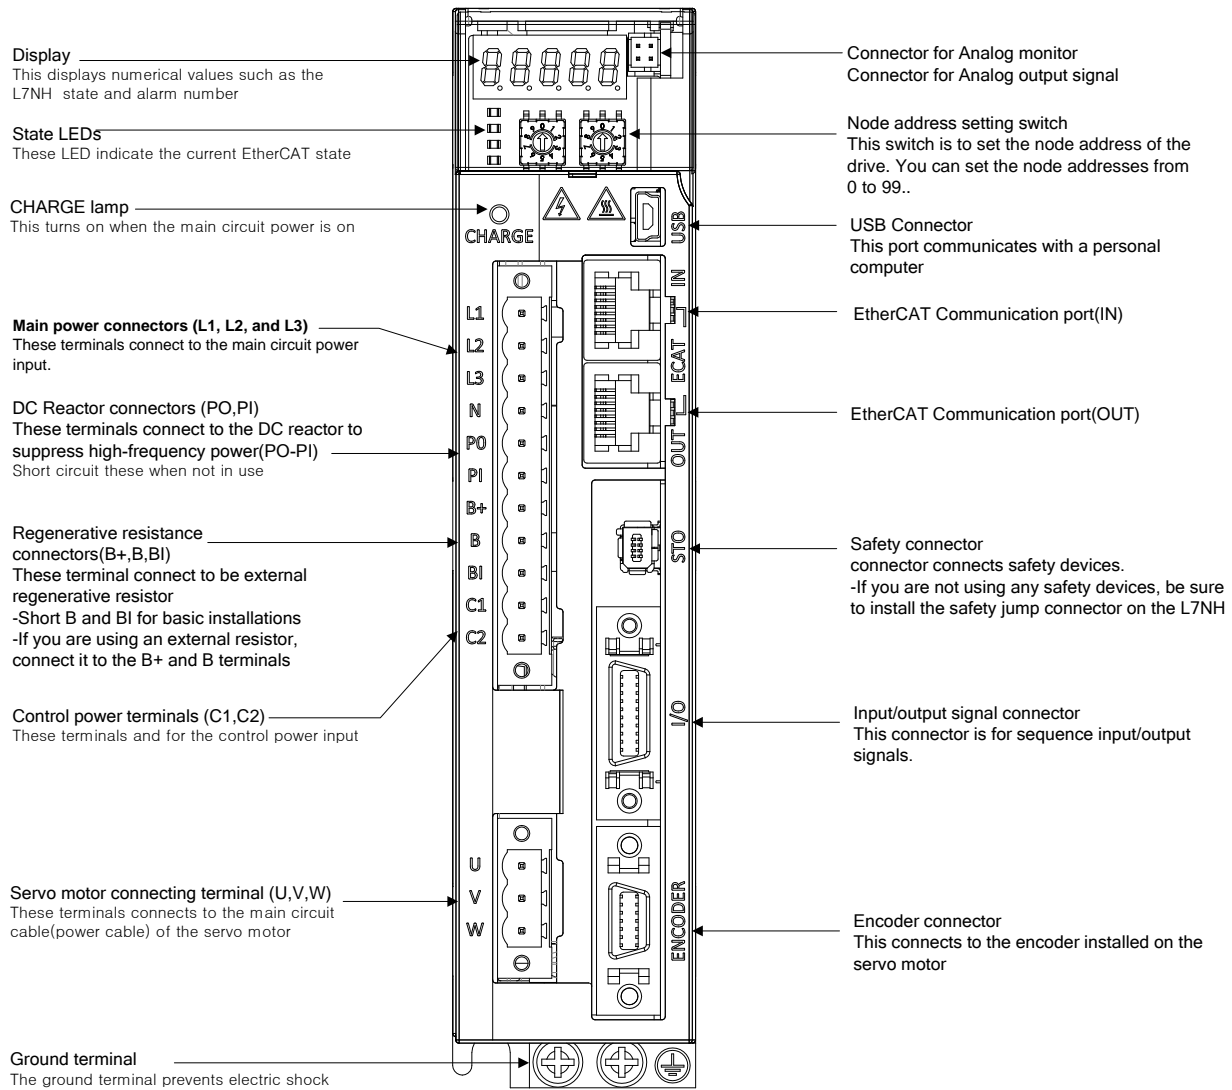 Display
This displays numerical values such as the
L7NH state and alarm number
State LEDs
These LED indicate the current EtherCAT state
CHARGE lamp
This turns on when the main circuit power is on
Main power connectors (L1, L2, and L3)
These terminals connect to the main circuit power
input.
DC Reactor connectors (PO,PI)
These terminals connect to the DC reactor to
suppress high-frequency power(PO-PI)
Short circuit these when not in use
Regenerative resistance
connectors(B+,B,BI)
These terminal connect to be external
regenerative resistor
-Short B and BI for basic installations
-If you are using an external resistor,
connect it to the B+ and B terminals
Control power terminals (C1,C2)
These terminals and for the control power input
Servo motor connecting terminal (U,V,W)
These terminals connects to the main circuit
cable(power cable) of the servo motor
Ground terminal
The ground terminal prevents electric shock
CHARGE
L1
L2
L3
N
P0
PI
B+
B
BI
C1
C2
U
V
W
USB
IN
ECAT
OUT
STO
I/O
ENCODER
Connector for Analog monitor
Connector for Analog output signal
Node address setting switch
This switch is to set the node address of the
drive. You can set the node addresses from
0 to 99..
USB Connector
This port communicates with a personal
computer
EtherCAT Communication port(IN)
EtherCAT Communication port(OUT)
Safety connector
connector connects safety devices.
-If you are not using any safety devices, be sure
to install the safety jump connector on the L7NH
Input/output signal connector
This connector is for sequence input/output
signals.
Encoder connector
This connects to the encoder installed on the
servo motor